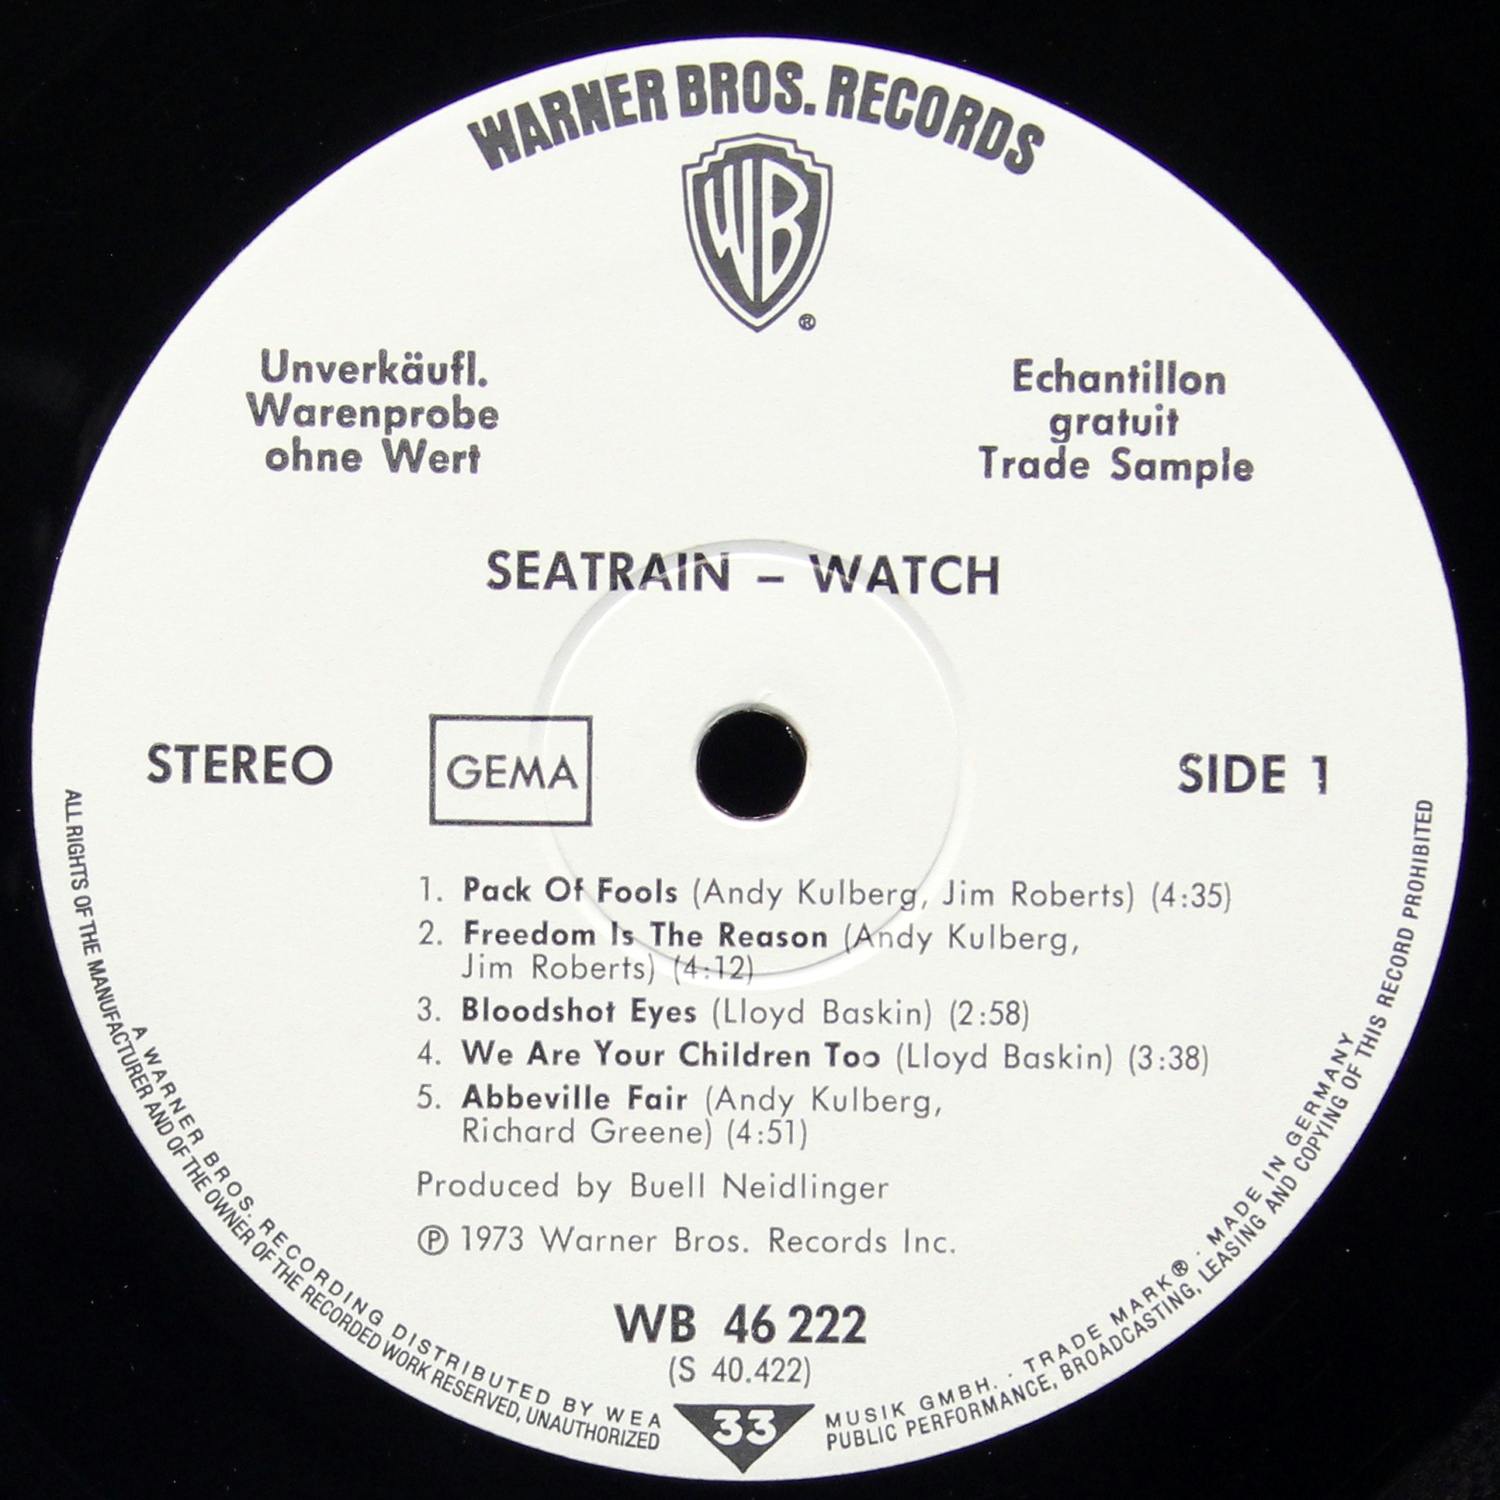 WARNER BROS. RECORDS
WB
®
Unverkäufl.
Warenprobe
ohne Wert
Echantillon
gratuit
Trade Sample
SEATRAIN – WATCH
STEREO
GEMA
SIDE 1
1. Pack Of Fools (Andy Kulberg, Jim Roberts) (4:35)
2. Freedom Is The Reason (Andy Kulberg,
Jim Roberts) (4:12)
3. Bloodshot Eyes (Lloyd Baskin) (2:58)
4. We Are Your Children Too (Lloyd Baskin) (3:38)
5. Abbeville Fair (Andy Kulberg,
Richard Greene) (4:51)
Produced by Buell Neidlinger
℗ 1973 Warner Bros. Records Inc.
WB 46 222
(S 40.422)
33
A WARNER BROS. RECORDING DISTRIBUTED BY WEA MUSIK GMBH. . TRADE MARK ® . MADE IN GERMANY
ALL RIGHTS OF THE MANUFACTURER AND OF THE OWNER OF THE RECORDED WORK RESERVED, UNAUTHORIZED PUBLIC PERFORMANCE, BROADCASTING, LEASING AND COPYING OF THIS RECORD PROHIBITED